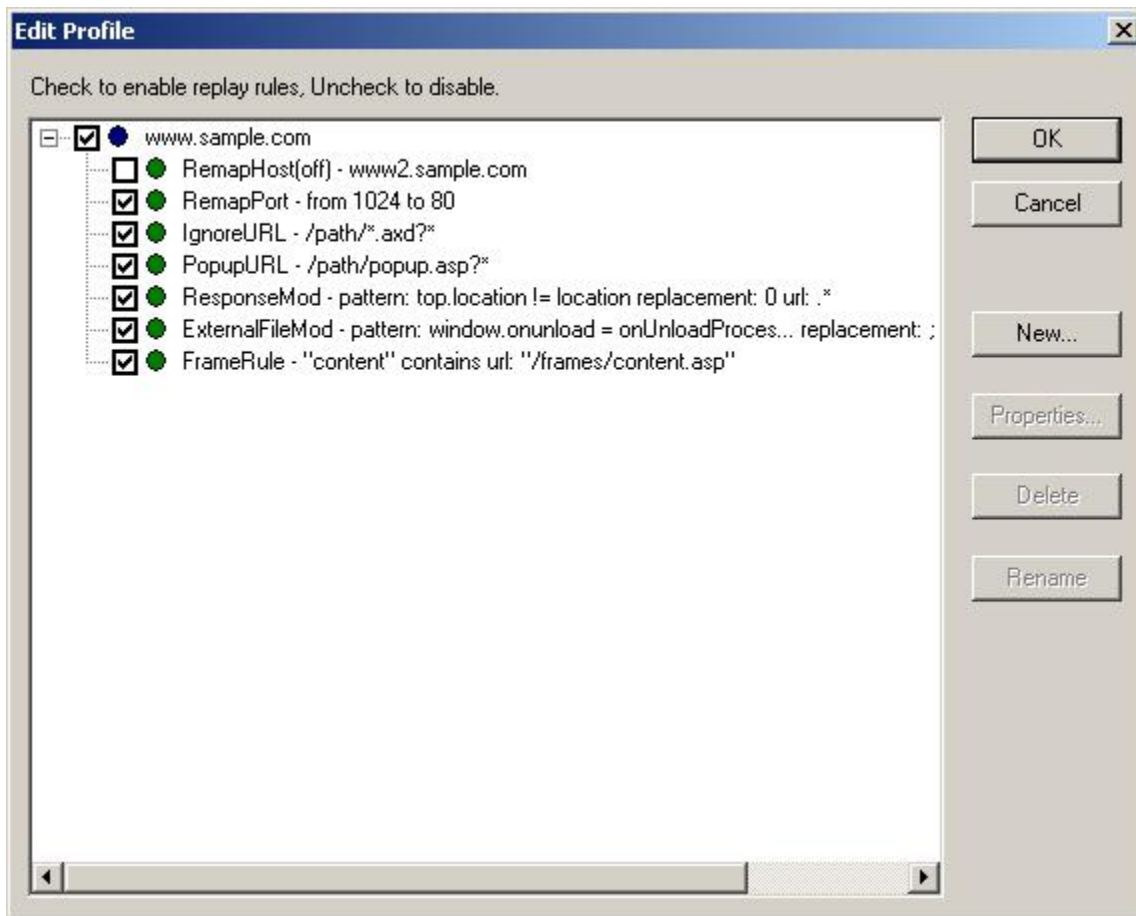 Edit Profile
Check to enable replay rules, Uncheck to disable.
www.sample.com
RemapHost(off) - www2.sample.com
RemapPort - from 1024 to 80
IgnoreURL - /path/*.axd?*
PopupURL - /path/popup.asp?*
ResponseMod - pattern: top.location != location replacement: 0 url: .*
ExternalFileMod - pattern: window.onunload = onUnloadProces... replacement: ;
FrameRule - "content" contains url: "/frames/content.asp"
OK
Cancel
New...
Properties...
Delete
Rename